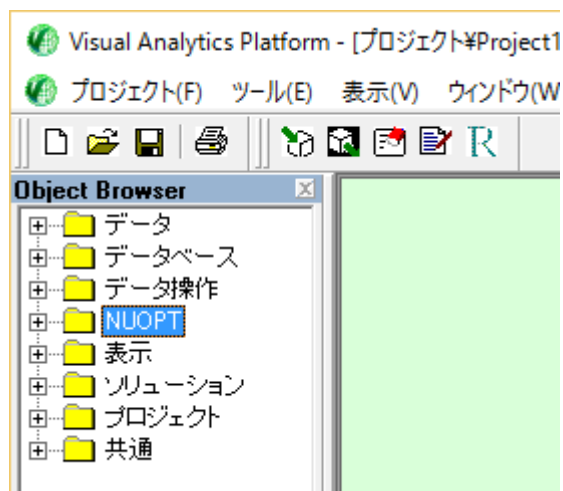 Visual Analytics Platform - [プロジェクト¥Project1
プロジェクト(F) ツール(E) 表示(V) ウィンドウ(W
R
Object Browser
データ
データベース
データ操作
NUOPT
表示
ソリューション
プロジェクト
共通